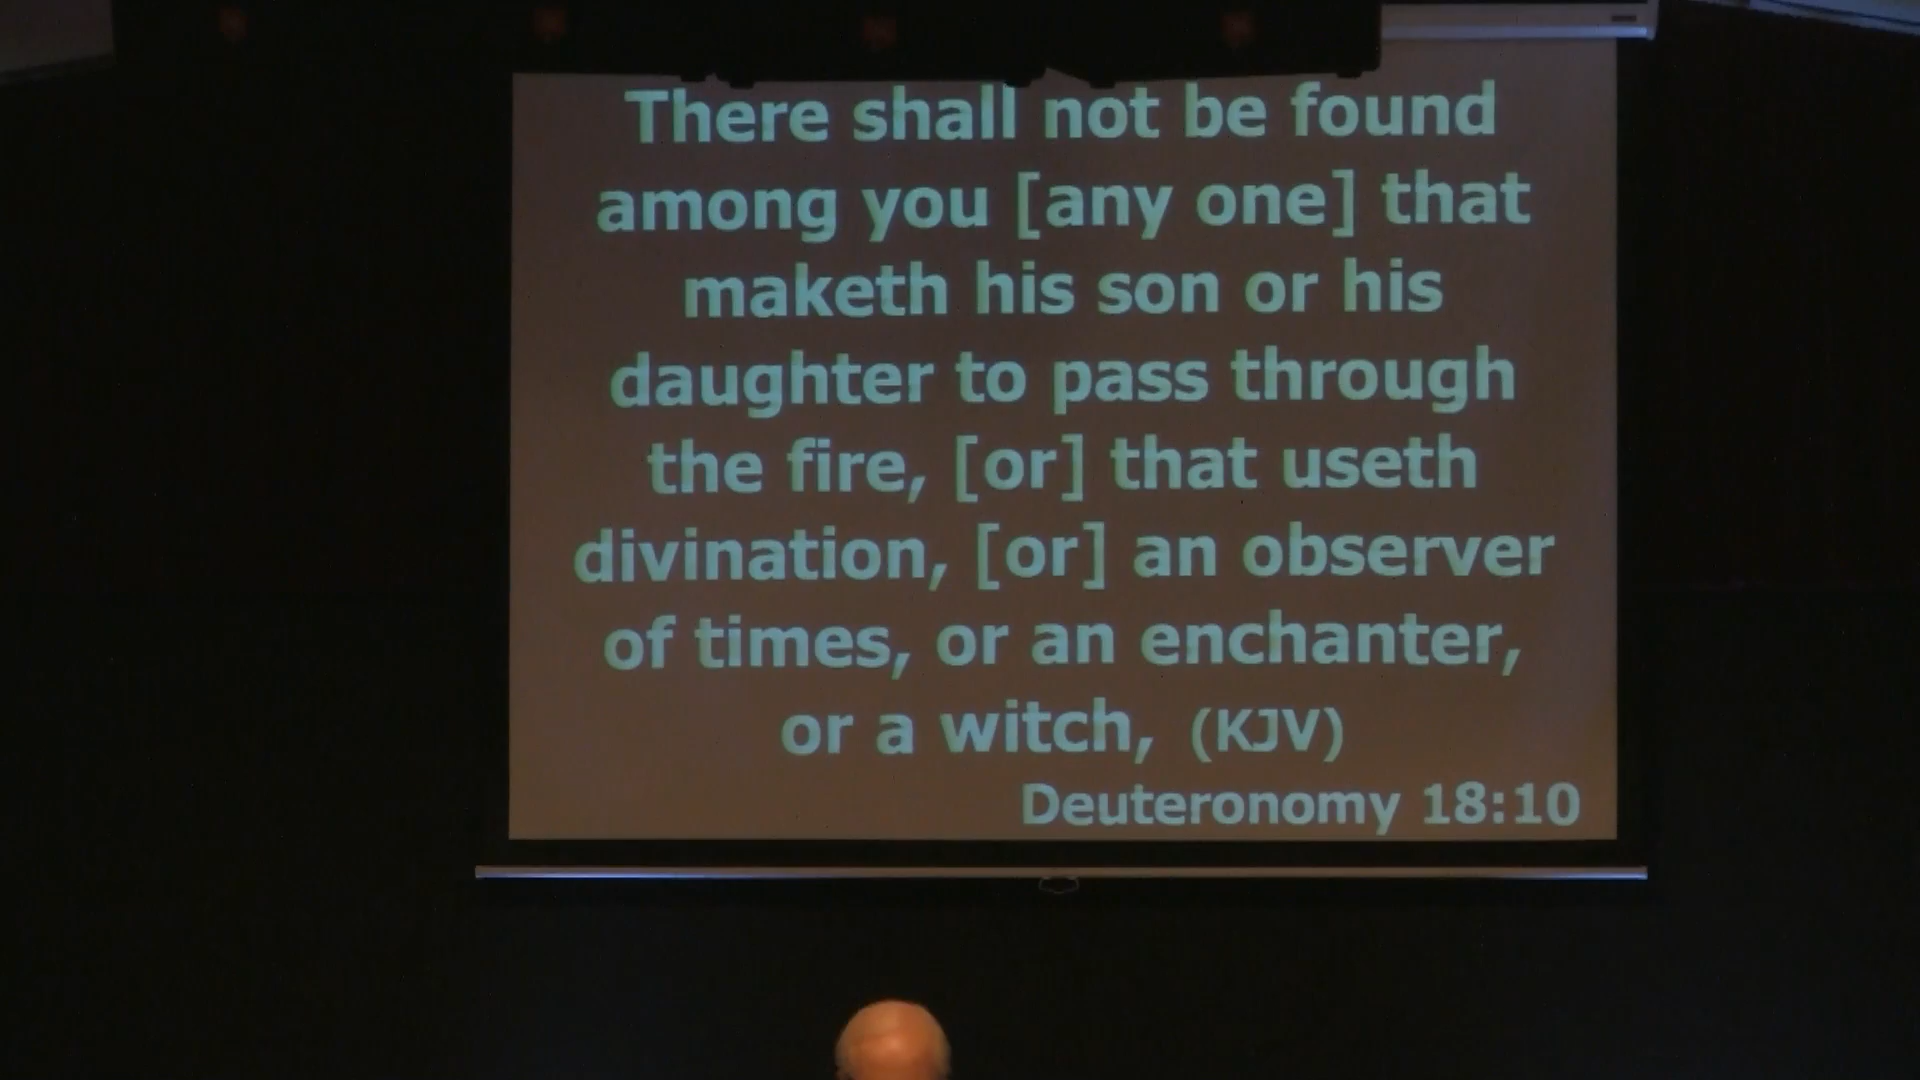 There shall not be found
among you [any one] that
maketh his son or his
daughter to pass through
the fire, [or] that useth
divination, [or] an observer
of times, or an enchanter,
or a witch, (KJV)
Deuteronomy 18:10